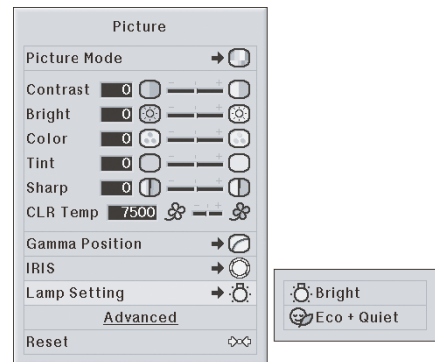 Picture
Picture Mode
Contrast 0
Bright 0
Color 0
Tint 0
Sharp 0
CLR Temp 7500
Gamma Position
IRIS
Lamp Setting
Advanced
Reset
Bright
Eco + Quiet